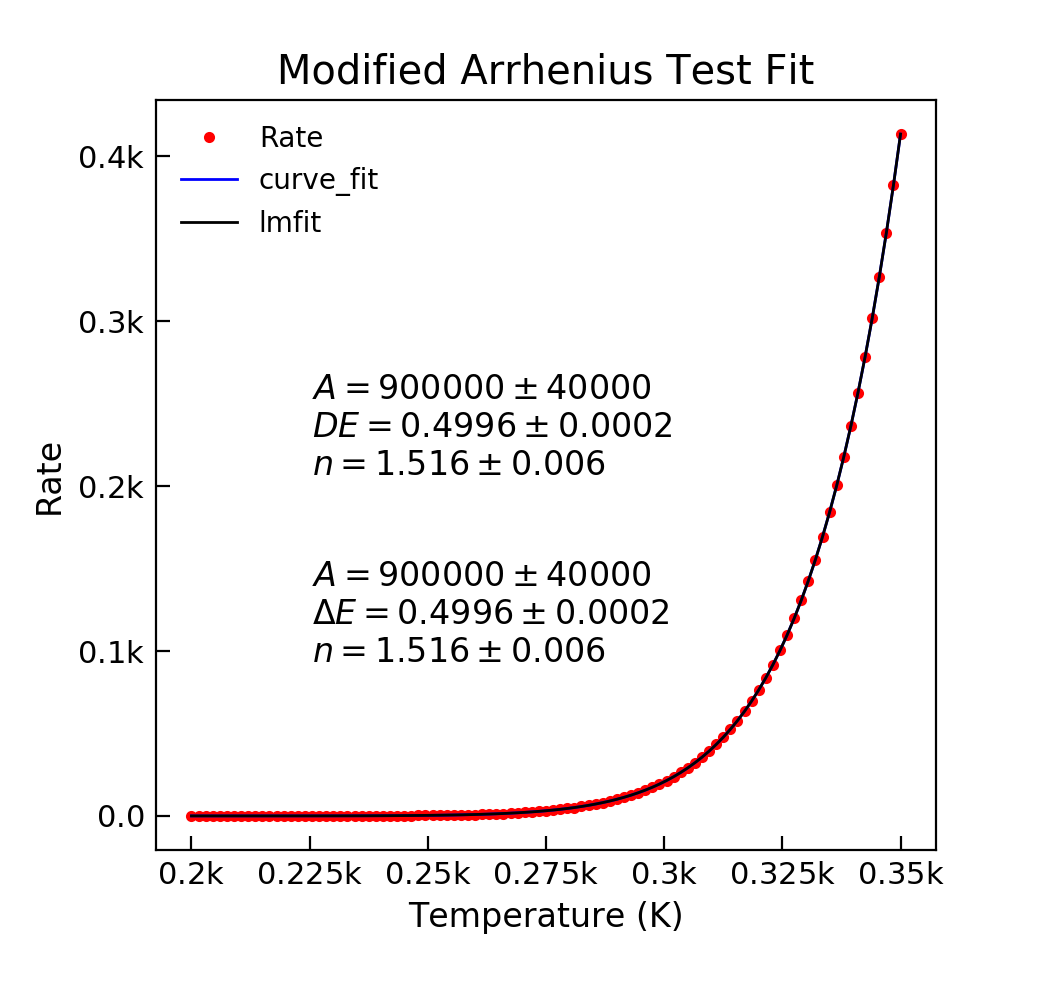 Modified Arrhenius Test Fit
Rate
curve_fit
lmfit
0.4k
0.3k
0.2k
0.1k
0.0
Rate
A = 900000 ± 40000
DE = 0.4996 ± 0.0002
n = 1.516 ± 0.006
A = 900000 ± 40000
ΔE = 0.4996 ± 0.0002
n = 1.516 ± 0.006
0.2k 0.225k 0.25k 0.275k 0.3k 0.325k 0.35k
Temperature (K)